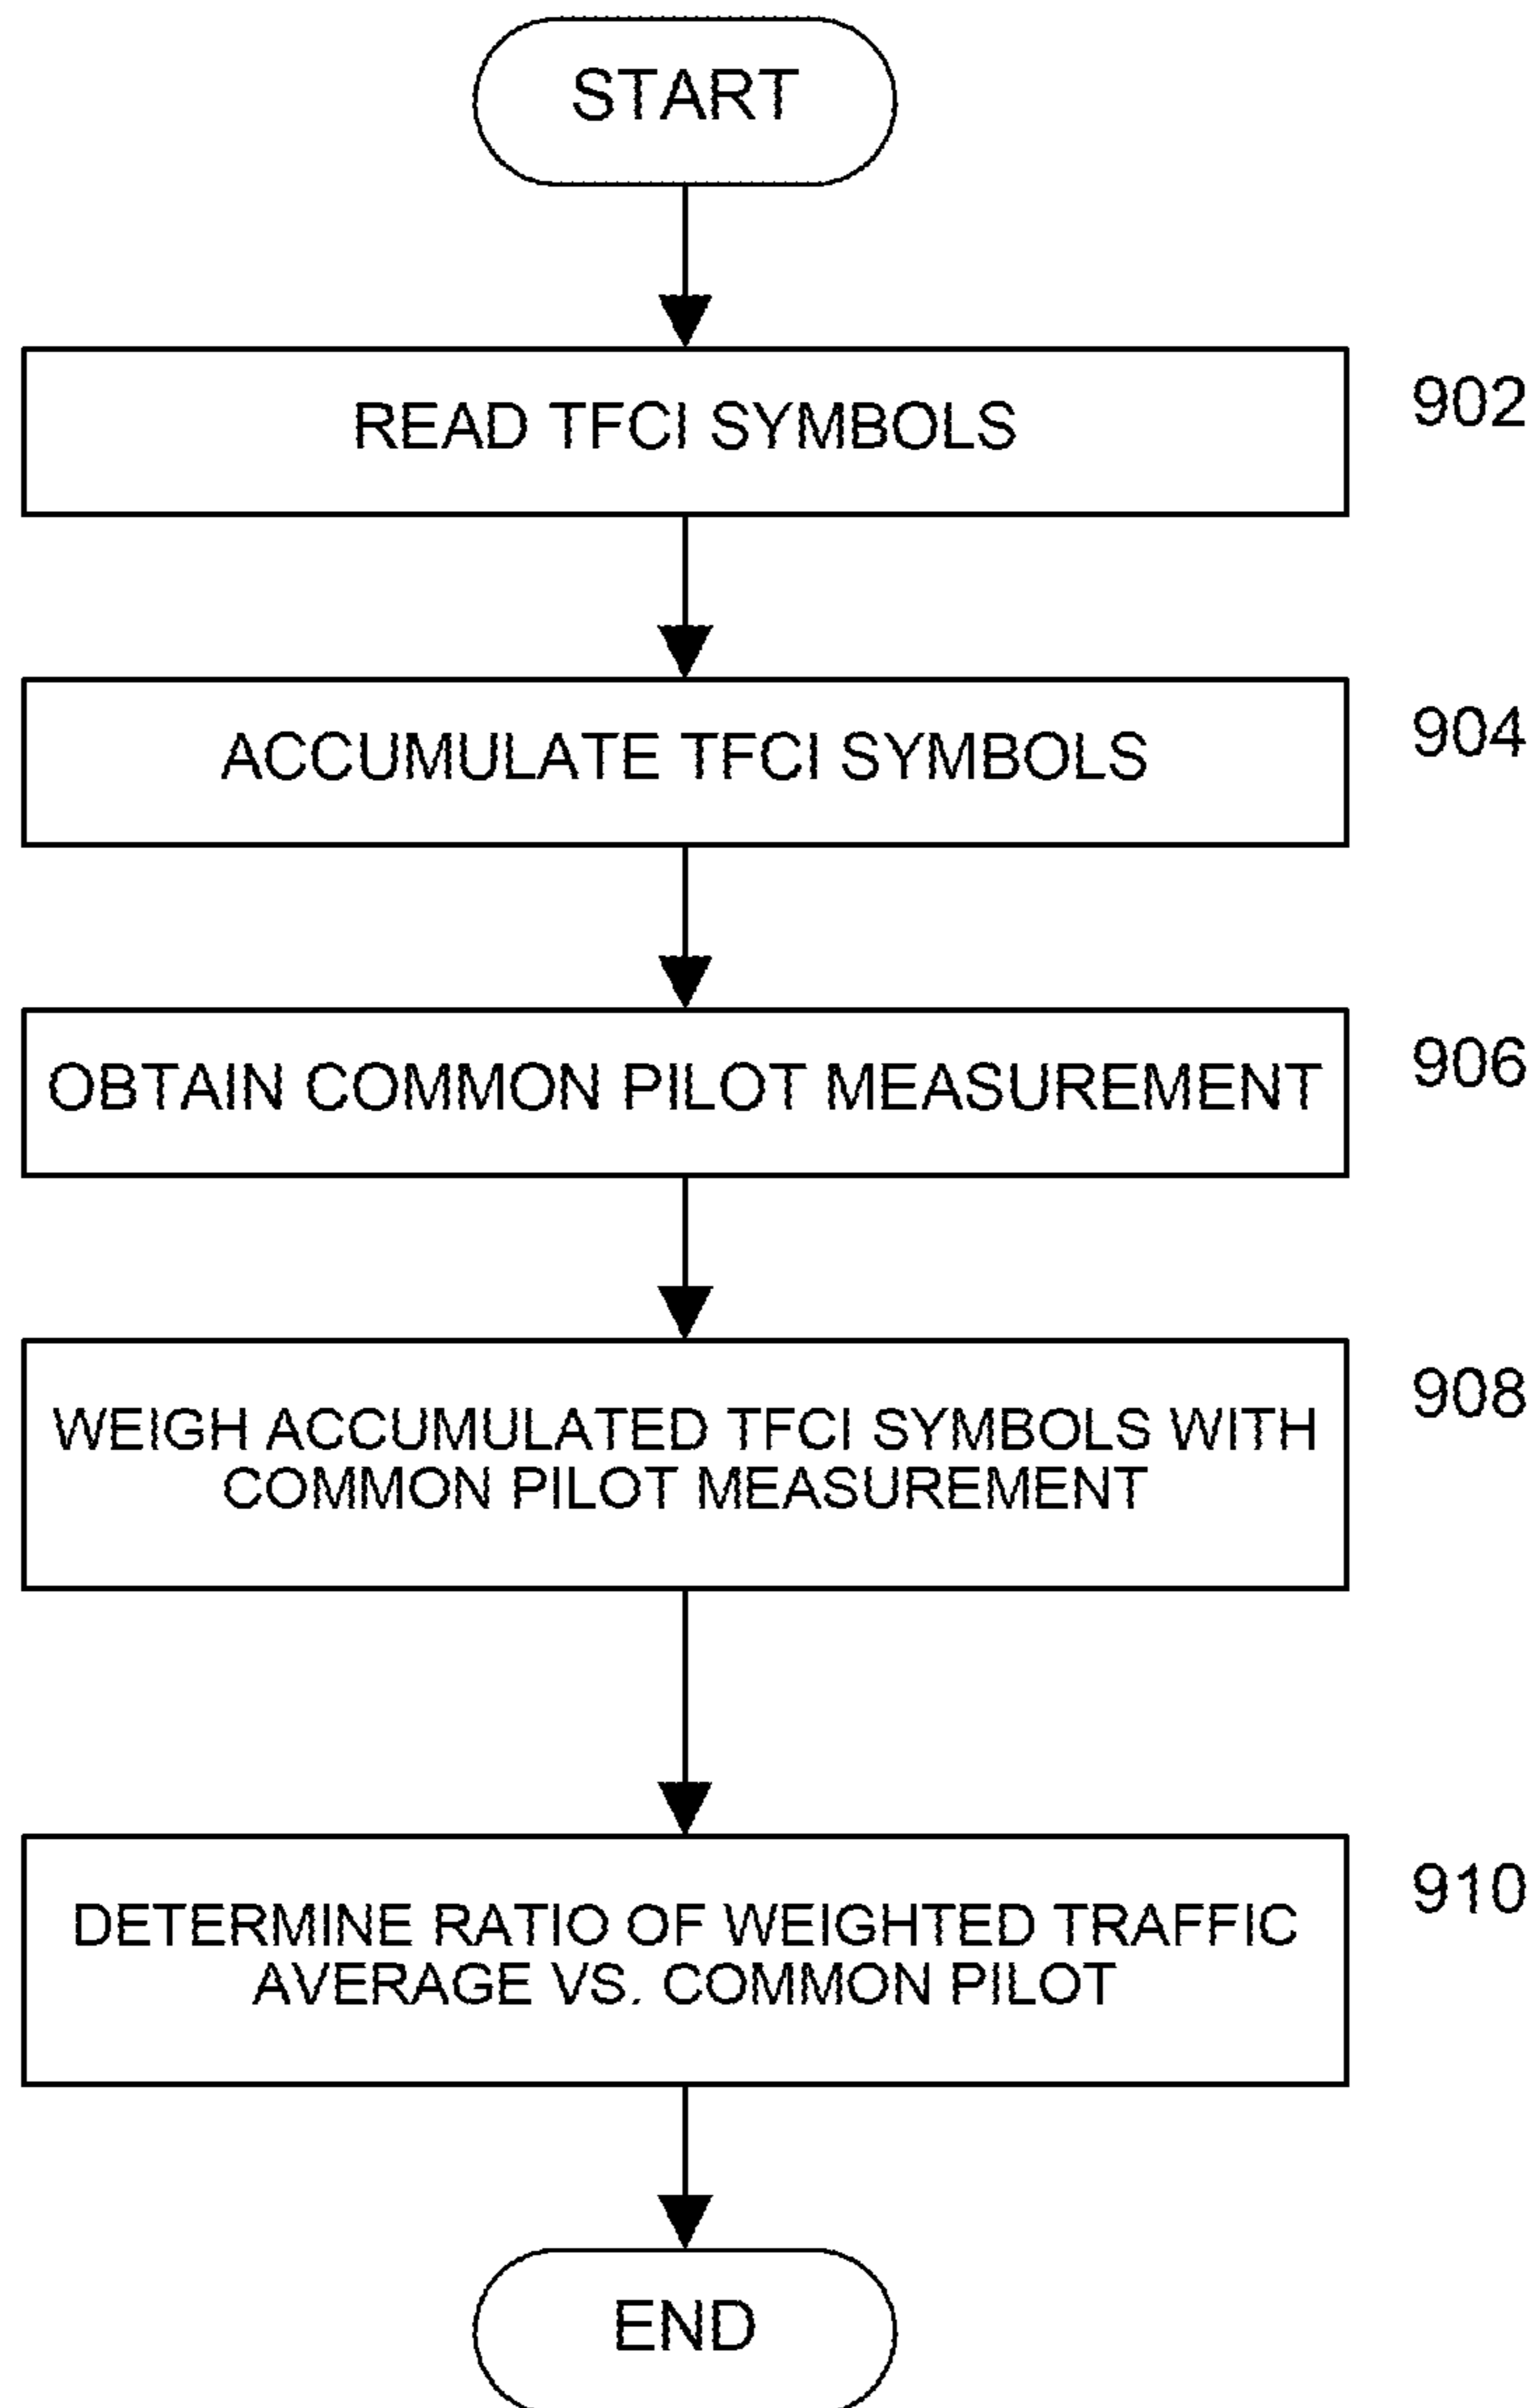 START
READ TFCI SYMBOLS
902
ACCUMULATE TFCI SYMBOLS
904
OBTAIN COMMON PILOT MEASUREMENT
906
WEIGH ACCUMULATED TFCI SYMBOLS WITH
COMMON PILOT MEASUREMENT
908
DETERMINE RATIO OF WEIGHTED TRAFFIC
AVERAGE VS. COMMON PILOT
910
END